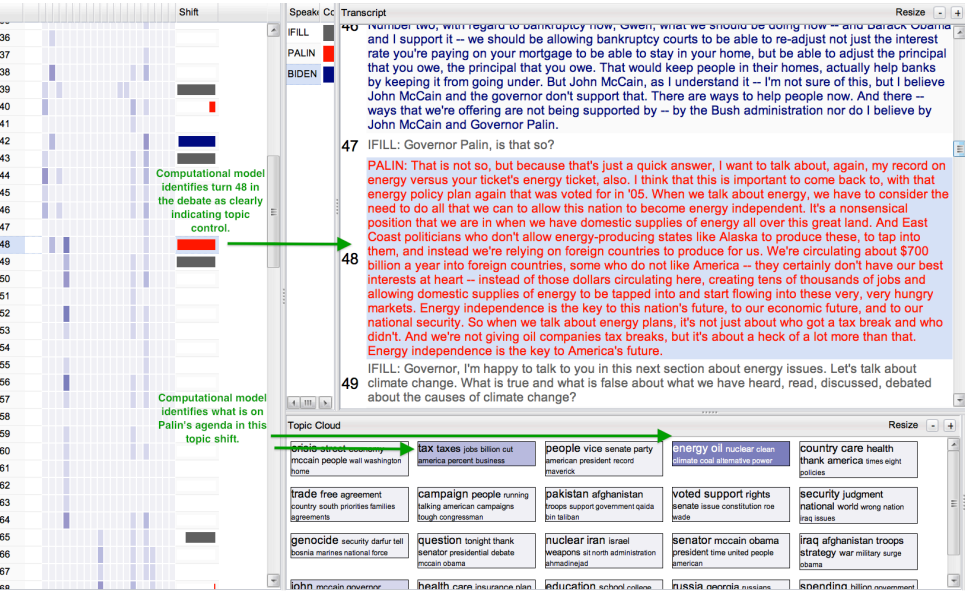 Shift
36
37
38
39
40
41
42
43
44
45
46
47
48
49
50
51
52
53
54
55
56
57
58
59
60
61
62
63
64
65
66
67
68
Computational model
identifies turn 48 in
the debate as clearly
indicating topic
control.
Computational model
identifies what is on
Palin's agenda in this
topic shift.
IFILL
PALIN
BIDEN
Transcript
Resize - +
46 Number two, with regard to bankruptcy now, Gwen, what we should be doing now -- and Barack Obama
and I support it -- we should be allowing bankruptcy courts to be able to re-adjust not just the interest
rate you're paying on your mortgage to be able to stay in your home, but be able to adjust the principal
that you owe, the principal that you owe. That would keep people in their homes, actually help banks
by keeping it from going under. But John McCain, as I understand it -- I'm not sure of this, but I believe
John McCain and the governor don't support that. There are ways to help people now. And there --
ways that we're offering are not being supported by -- by the Bush administration nor do I believe by
John McCain and Governor Palin.
47 IFILL: Governor Palin, is that so?
PALIN: That is not so, but because that's just a quick answer, I want to talk about, again, my record on
energy versus your ticket's energy ticket, also. I think that this is important to come back to, with that
energy policy plan again that was voted for in '05. When we talk about energy, we have to consider the
need to do all that we can to allow this nation to become energy independent. It's a nonsensical
position that we are in when we have domestic supplies of energy all over this great land. And East
Coast politicians who don't allow energy-producing states like Alaska to produce these, to tap into
them, and instead we're relying on foreign countries to produce for us. We're circulating about $700
48 billion a year into foreign countries, some who do not like America -- they certainly don't have our best
interests at heart -- instead of those dollars circulating here, creating tens of thousands of jobs and
allowing domestic supplies of energy to be tapped into and start flowing into these very, very hungry
markets. Energy independence is the key to this nation's future, to our economic future, and to our
national security. So when we talk about energy plans, it's not just about who got a tax break and who
didn't. And we're not giving oil companies tax breaks, but it's about a heck of a lot more than that.
Energy independence is the key to America's future.
IFILL: Governor, I'm happy to talk to you in this next section about energy issues. Let's talk about
49 climate change. What is true and what is false about what we have heard, read, discussed, debated
about the causes of climate change?
Topic Cloud
Resize - +
crisis street economy
mccain people wall washington
home
tax taxes jobs billion cut
america percent business
people vice senate party
american president record
maverick
energy oil nuclear clean
climate coal alternative power
country care health
thank america times eight
policies
trade free agreement
country south priorities families
agreements
campaign people running
talking american campaigns
tough congressman
pakistan afghanistan
troops support government qaida
bin taliban
voted support rights
senate issue constitution roe
wade
security judgment
national world wrong nation
iraq issues
genocide security darfur tell
bosnia marines national force
question tonight thank
senator presidential debate
mccain obama
nuclear iran israel
weapons sit north administration
ahmadinejad
senator mccain obama
president time united people
american
iraq afghanistan troops
strategy war military surge
obama
john mccain governor
health care insurance plan
education school college
russia georgia russians
spending billion government